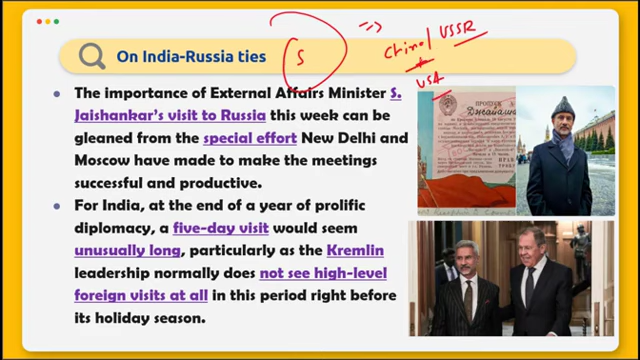 S
=>
China / USSR
+
USA
On India-Russia ties
• The importance of External Affairs Minister S.
Jaishankar's visit to Russia this week can be
gleaned from the special effort New Delhi and
Moscow have made to make the meetings
successful and productive.
• For India, at the end of a year of prolific
diplomacy, a five-day visit would seem
unusually long, particularly as the Kremlin
leadership normally does not see high-level
foreign visits at all in this period right before
its holiday season.